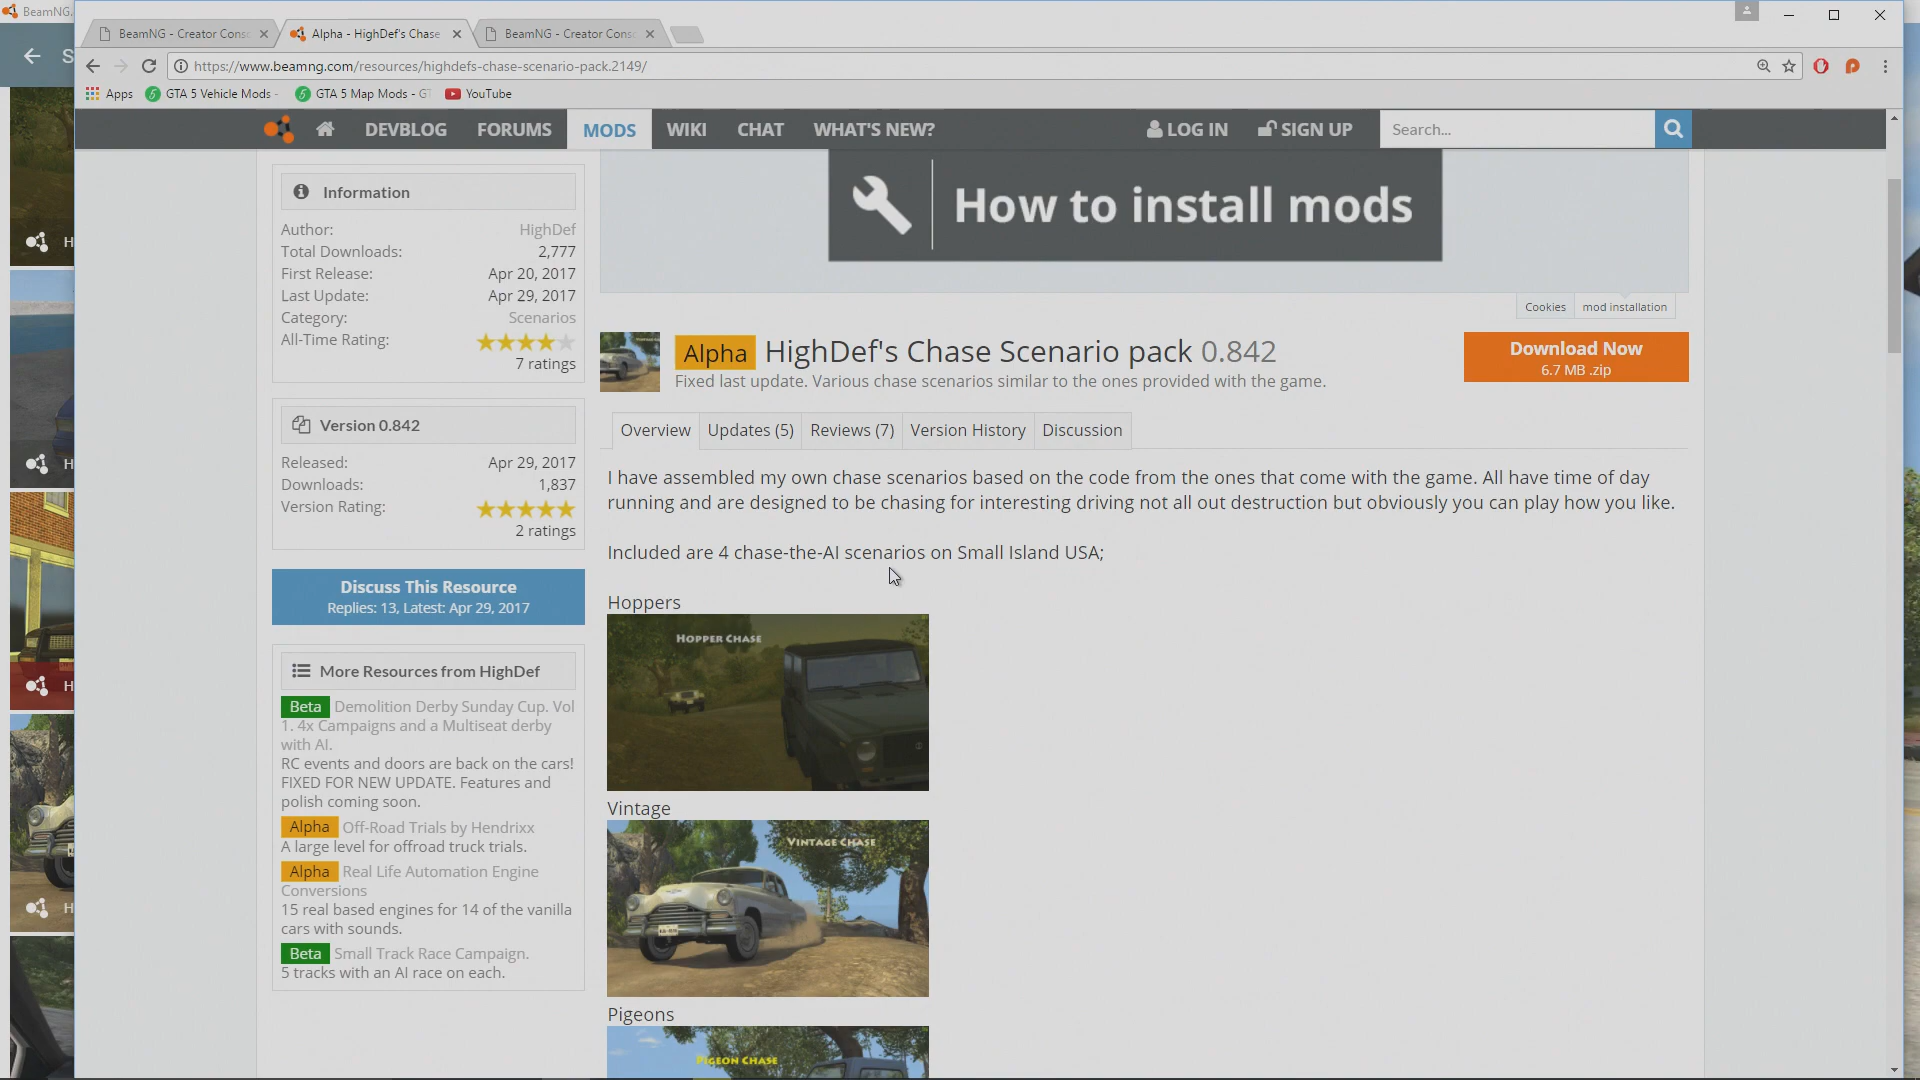 BeamNG.
BeamNG - Creator Cons
Alpha - HighDef's Chase
BeamNG - Creator Cons
https://www.beamng.com/resources/highdefs-chase-scenario-pack.2149/
Apps
GTA 5 Vehicle Mods -
GTA 5 Map Mods - GT
YouTube
DEVBLOG
FORUMS
MODS
WIKI
CHAT
WHAT'S NEW?
LOG IN
SIGN UP
Search...
Information
Author: HighDef
Total Downloads: 2,777
First Release: Apr 20, 2017
Last Update: Apr 29, 2017
Category: Scenarios
All-Time Rating:
7 ratings
Version 0.842
Released: Apr 29, 2017
Downloads: 1,837
Version Rating:
2 ratings
Discuss This Resource
Replies: 13, Latest: Apr 29, 2017
More Resources from HighDef
Beta Demolition Derby Sunday Cup. Vol
1. 4x Campaigns and a Multiseat derby
with AI.
RC events and doors are back on the cars!
FIXED FOR NEW UPDATE. Features and
polish coming soon.
Alpha Off-Road Trials by Hendrixx
A large level for offroad truck trials.
Alpha Real Life Automation Engine
Conversions
15 real based engines for 14 of the vanilla
cars with sounds.
Beta Small Track Race Campaign.
5 tracks with an AI race on each.
How to install mods
Cookies
mod installation
Alpha HighDef's Chase Scenario pack 0.842
Fixed last update. Various chase scenarios similar to the ones provided with the game.
Download Now
6.7 MB .zip
Overview
Updates (5)
Reviews (7)
Version History
Discussion
I have assembled my own chase scenarios based on the code from the ones that come with the game. All have time of day
running and are designed to be chasing for interesting driving not all out destruction but obviously you can play how you like.
Included are 4 chase-the-AI scenarios on Small Island USA;
Hoppers
HOPPER CHASE
Vintage
VINTAGE CHASE
Pigeons
PIGEON CHASE
S
H
H
H
H